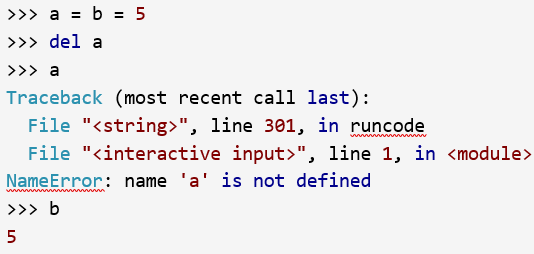 >>> a = b = 5
>>> del a
>>> a
Traceback (most recent call last):
  File "<string>", line 301, in runcode
  File "<interactive input>", line 1, in <module>
NameError: name 'a' is not defined
>>> b
5